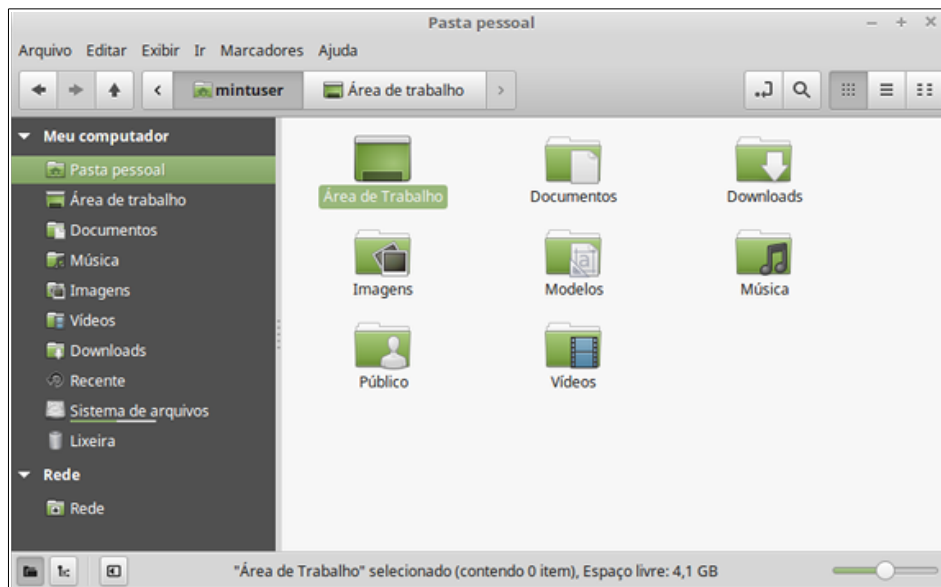 Pasta pessoal
Arquivo Editar Exibir Ir Marcadores Ajuda
mintuser Área de trabalho
Meu computador
Pasta pessoal
Área de trabalho
Documentos
Música
Imagens
Vídeos
Downloads
Recente
Sistema de arquivos
Lixeira
Rede
Rede
Área de Trabalho Documentos Downloads
Imagens Modelos Música
Público Vídeos
"Área de Trabalho" selecionado (contendo 0 item), Espaço livre: 4,1 GB